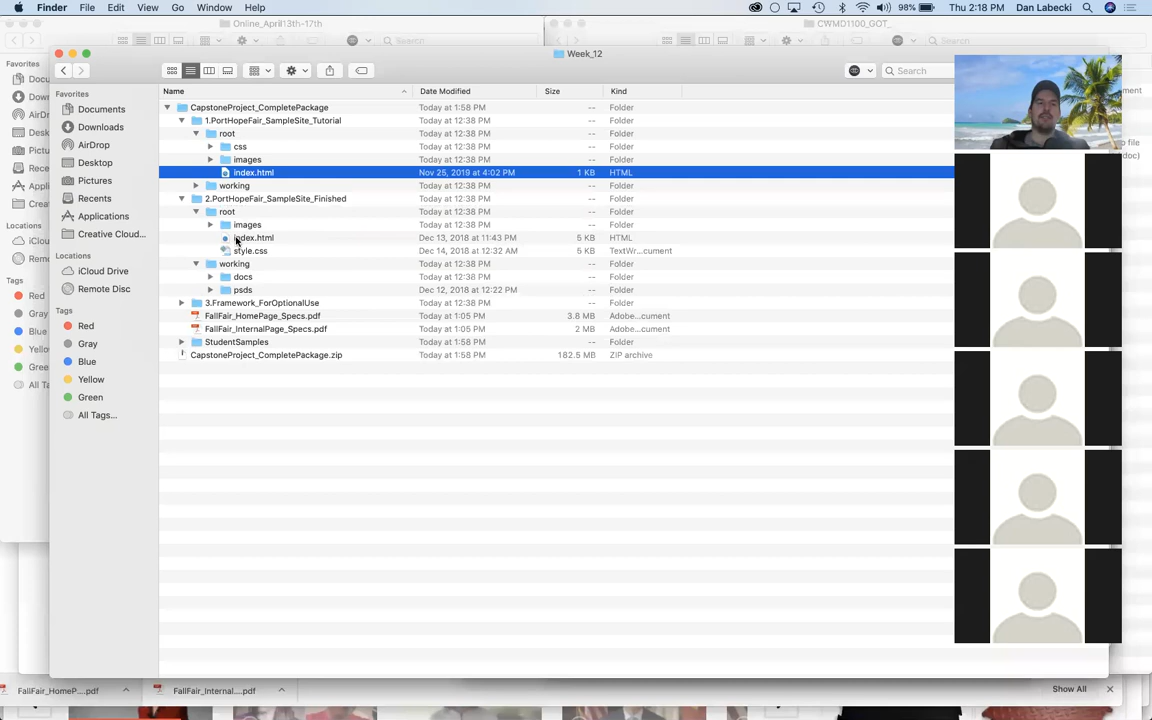 Finder File Edit View Go Window Help 98% Thu 2:18 PM Dan Labecki
Online_April13th-17th CWMD1100_GOT_
Search Search
Week_12
Search
Favorites
Documents
Downloads
AirDrop
Desktop
Pictures
Recents
Applications
Creative Cloud...
Locations
iCloud Drive
Remote Disc
Tags
Red
Gray
Blue
Yellow
Green
All Tags...
Name Date Modified Size Kind
CapstoneProject_CompletePackage Today at 1:58 PM -- Folder
1.PortHopeFair_SampleSite_Tutorial Today at 12:38 PM -- Folder
root Today at 12:38 PM -- Folder
css Today at 12:38 PM -- Folder
images Today at 12:38 PM -- Folder
index.html Nov 25, 2019 at 4:02 PM 1 KB HTML
working Today at 12:38 PM -- Folder
2.PortHopeFair_SampleSite_Finished Today at 12:38 PM -- Folder
root Today at 12:38 PM -- Folder
images Today at 12:38 PM -- Folder
index.html Dec 13, 2018 at 11:43 PM 5 KB HTML
style.css Dec 14, 2018 at 12:32 AM 5 KB TextWr...cument
working Today at 12:38 PM -- Folder
docs Today at 12:38 PM -- Folder
psds Dec 12, 2018 at 12:22 PM -- Folder
3.Framework_ForOptionalUse Today at 12:38 PM -- Folder
FallFair_HomePage_Specs.pdf Today at 1:05 PM 3.8 MB Adobe...cument
FallFair_InternalPage_Specs.pdf Today at 1:05 PM 2 MB Adobe...cument
StudentSamples Today at 1:58 PM -- Folder
CapstoneProject_CompletePackage.zip Today at 1:58 PM 182.5 MB ZIP archive
FallFair_HomeP....pdf FallFair_Internal....pdf Show All